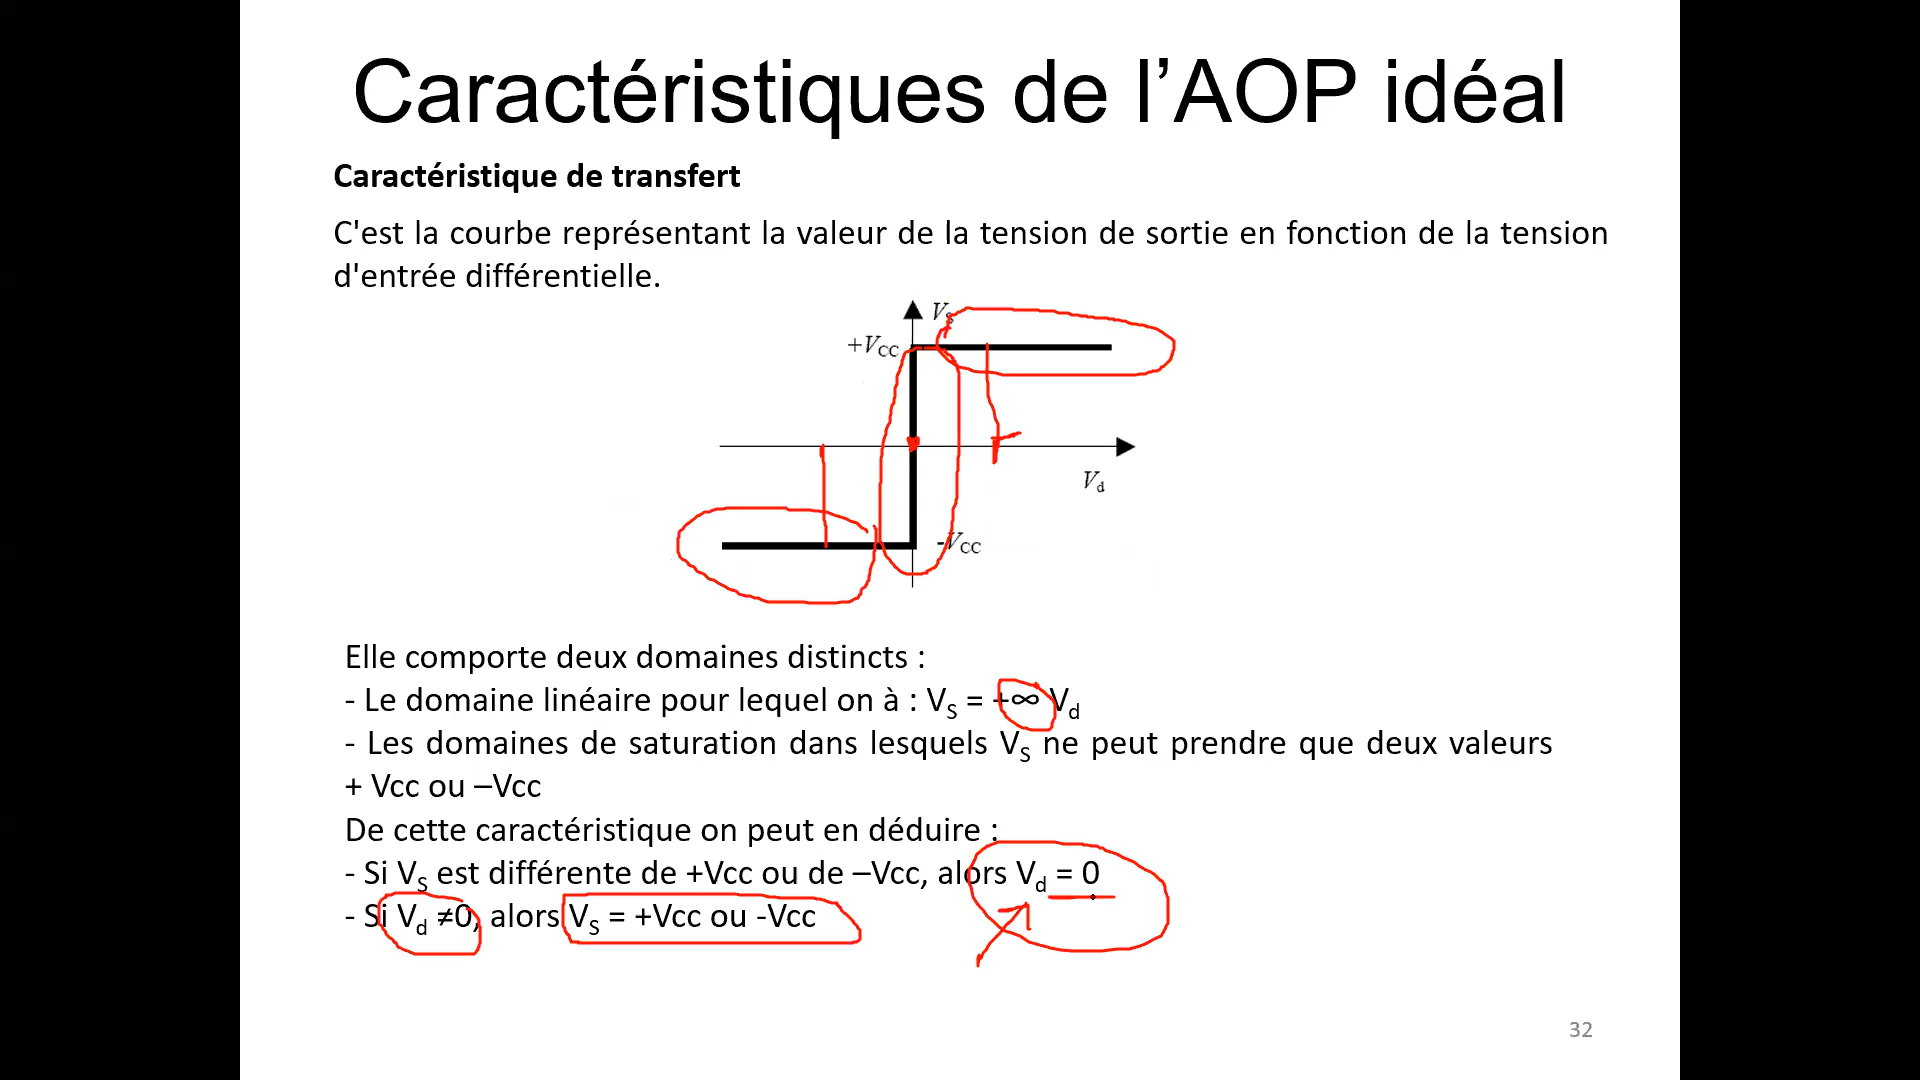 Caractéristiques de l’AOP idéal
Caractéristique de transfert
C'est la courbe représentant la valeur de la tension de sortie en fonction de la tension
d'entrée différentielle.
VS
+VCC
Vd
-VCC
Elle comporte deux domaines distincts :
- Le domaine linéaire pour lequel on à : VS = +∞ Vd
- Les domaines de saturation dans lesquels VS ne peut prendre que deux valeurs
+ Vcc ou –Vcc
De cette caractéristique on peut en déduire :
- Si VS est différente de +Vcc ou de –Vcc, alors Vd = 0
- Si Vd ≠0, alors VS = +Vcc ou -Vcc
32